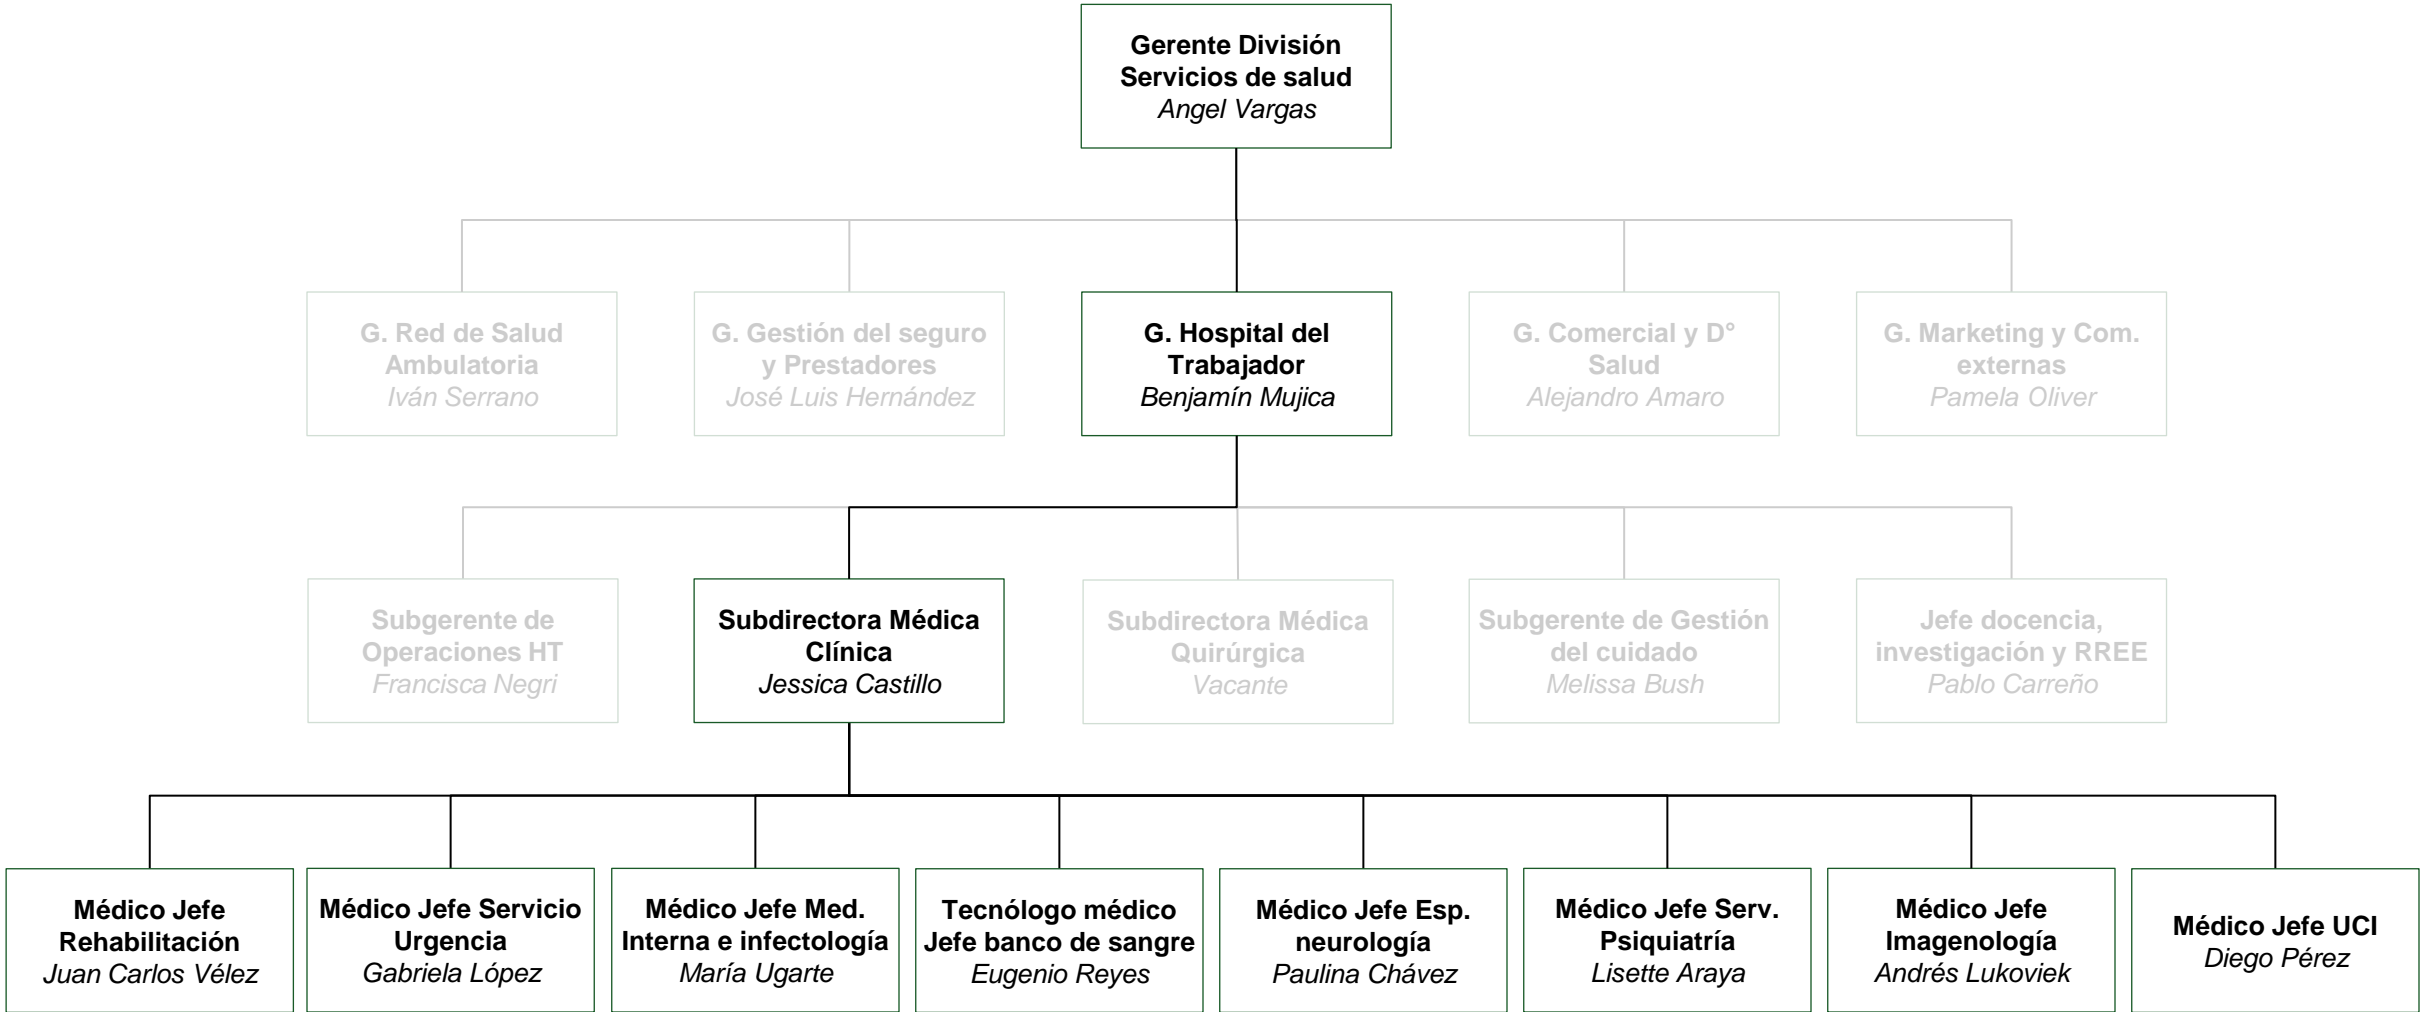 Gerente División
Servicios de salud
Angel Vargas
G. Red de Salud
Ambulatoria
Iván Serrano
G. Gestión del seguro
y Prestadores
José Luis Hernández
G. Hospital del
Trabajador
Benjamín Mujica
G. Comercial y D°
Salud
Alejandro Amaro
G. Marketing y Com.
externas
Pamela Oliver
Subgerente de
Operaciones HT
Francisca Negri
Subdirectora Médica
Clínica
Jessica Castillo
Subdirectora Médica
Quirúrgica
Vacante
Subgerente de Gestión
del cuidado
Melissa Bush
Jefe docencia,
investigación y RREE
Pablo Carreño
Médico Jefe
Rehabilitación
Juan Carlos Vélez
Médico Jefe Servicio
Urgencia
Gabriela López
Médico Jefe Med.
Interna e infectología
María Ugarte
Tecnólogo médico
Jefe banco de sangre
Eugenio Reyes
Médico Jefe Esp.
neurología
Paulina Chávez
Médico Jefe Serv.
Psiquiatría
Lisette Araya
Médico Jefe
Imagenología
Andrés Lukoviek
Médico Jefe UCI
Diego Pérez